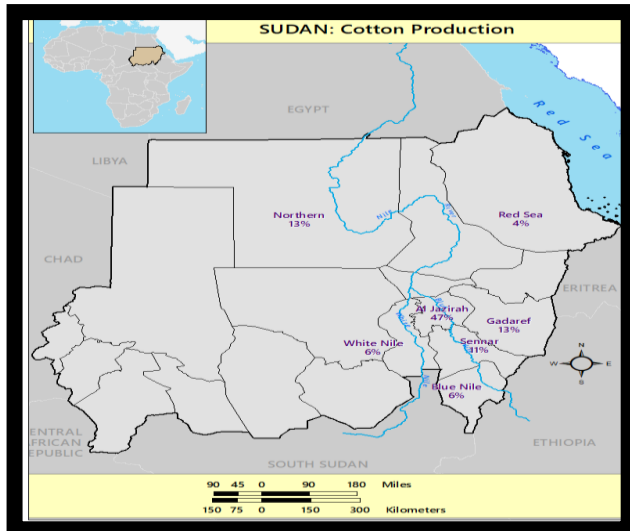 SUDAN: Cotton Production
EGYPT
Red Sea
LIBYA
Northern
13%
Nile
Red Sea
4%
CHAD
ERITREA
Al Jazirah
47%
Gadaref
13%
White Nile
6%
Sennar
11%
N
W E
S
Blue Nile
6%
Nile
CENTRAL
AFRICAN
REPUBLIC
ETHIOPIA
SOUTH SUDAN
90 45 0 90 180 Miles
150 75 0 150 300 Kilometers